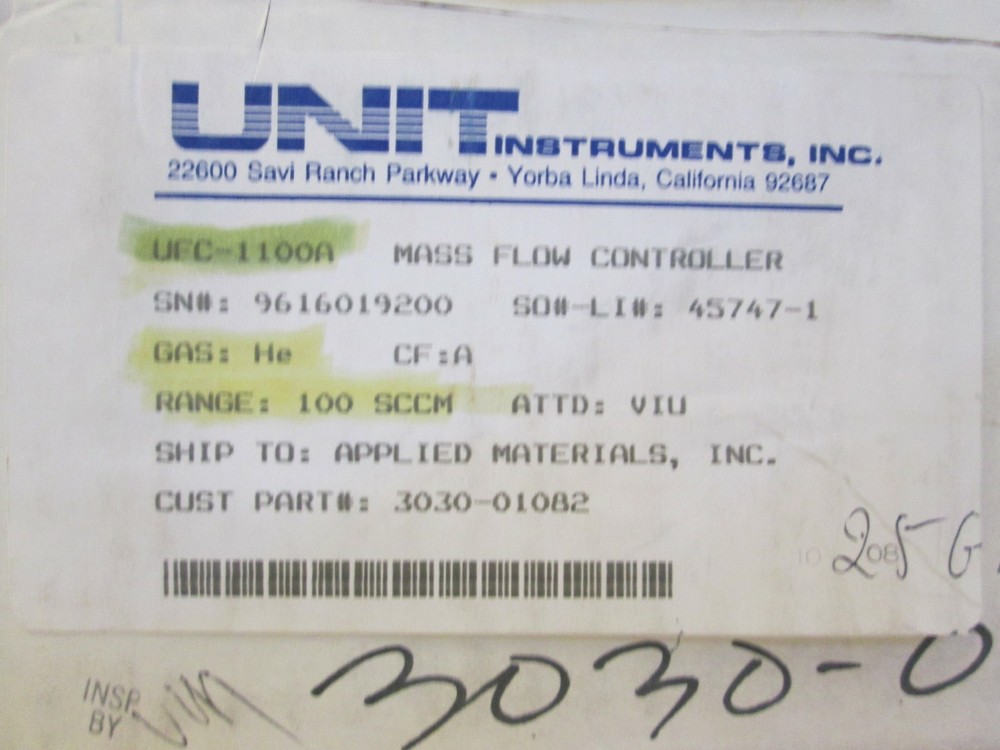 UNIT INSTRUMENTS, INC.
22600 Savi Ranch Parkway • Yorba Linda, California 92687
UFC-1100A MASS FLOW CONTROLLER
SN#: 9616019200 SO#-LI#: 45747-1
GAS: He CF:A
RANGE: 100 SCCM ATTD: VIU
SHIP TO: APPLIED MATERIALS, INC.
CUST PART#: 3030-01082
INSP
BY
3030-0